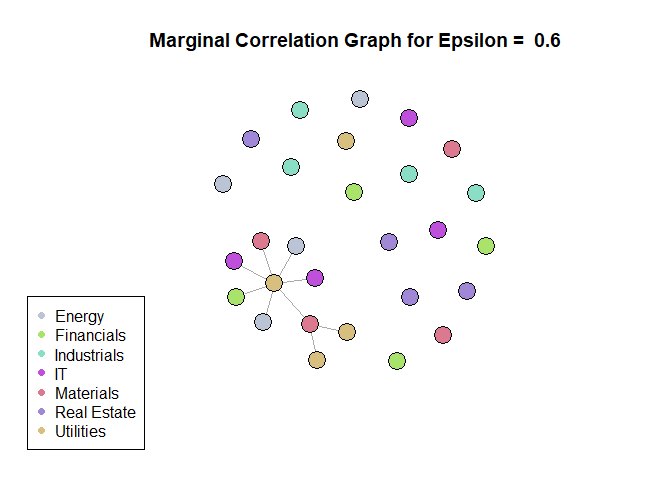 Marginal Correlation Graph for Epsilon = 0.6
Energy
Financials
Industrials
IT
Materials
Real Estate
Utilities